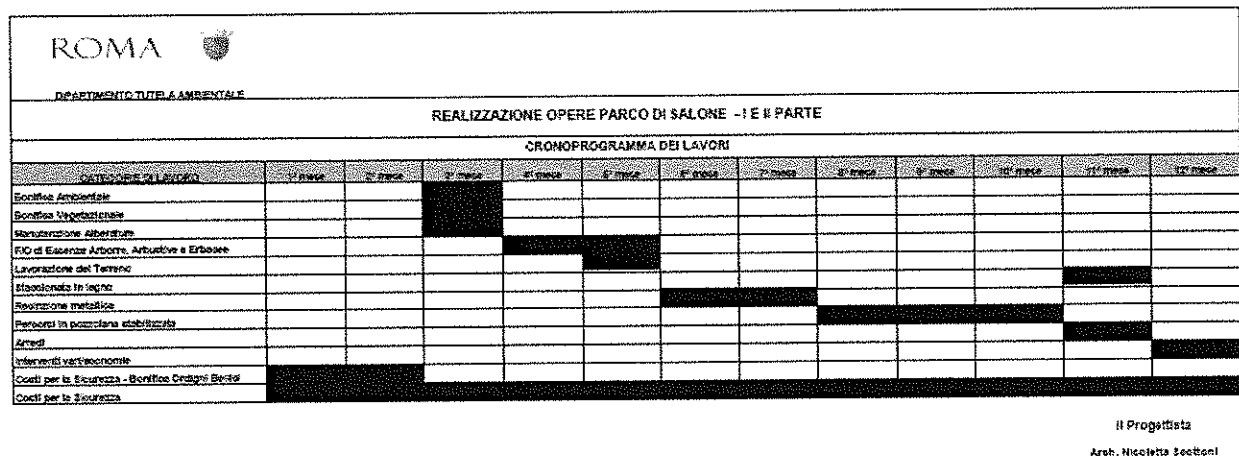 ROMA
DIPARTIMENTO TUTELA AMBIENTALE
REALIZZAZIONE OPERE PARCO DI SALONE - I E II PARTE
CRONOPROGRAMMA DEI LAVORI
CATEGORIE DI LAVORO 1° mese 2° mese 3° mese 4° mese 5° mese 6° mese 7° mese 8° mese 9° mese 10° mese 11° mese 12° mese
Bonifica Ambientale
Bonifica Vegetazionale
Manutenzione Alberature
F/O di Essenze Arboree, Arbustive e Erbacee
Lavorazione del Terreno
Staccionata in legno
Recinzione metallica
Percorsi in pozzolana stabilizzata
Arredi
Interventi vari/economie
Costi per la Sicurezza - Bonifica Ordigni Bellici
Costi per la Sicurezza
Il Progettista
Arch. Nicoletta Scottoni